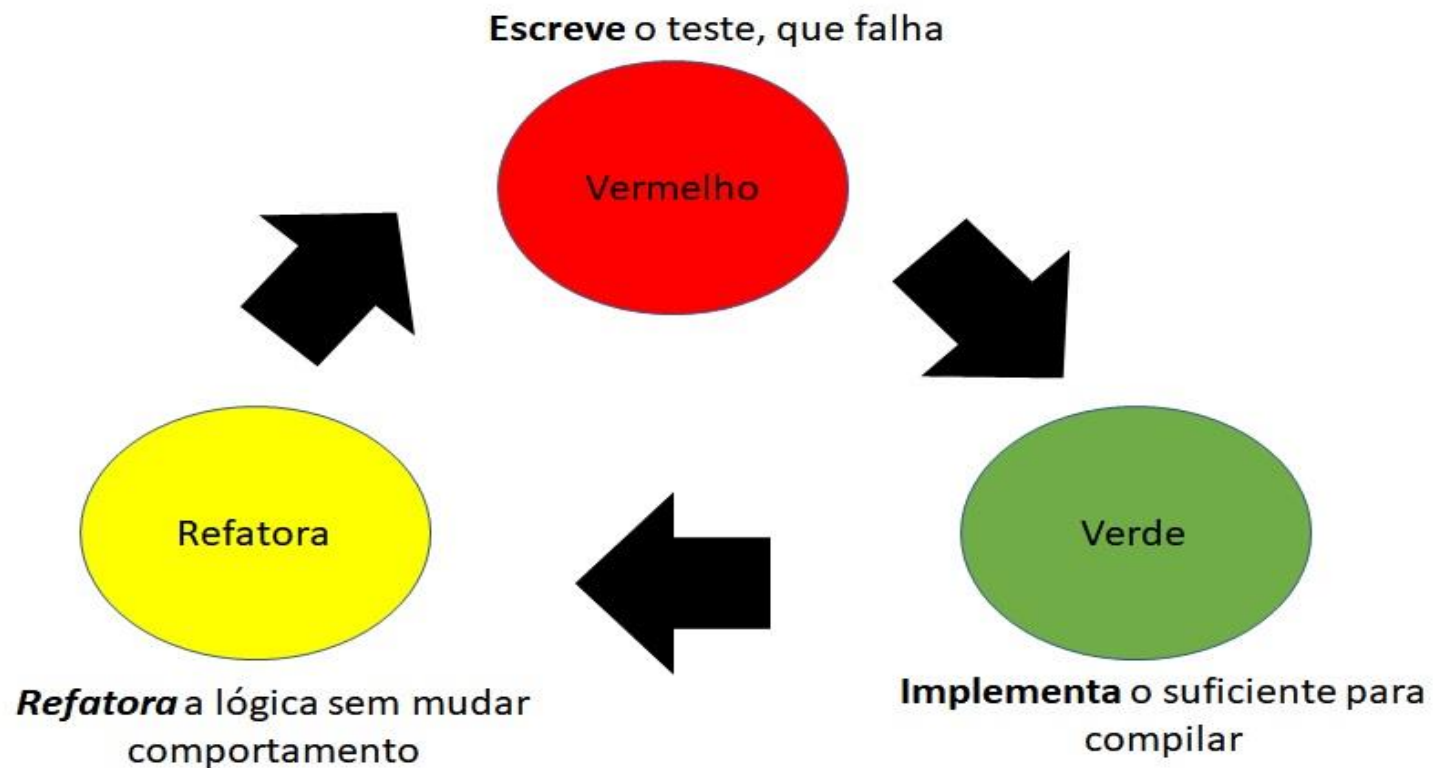 Escreve o teste, que falha
Vermelho
Refatora
Verde
Refatora a lógica sem mudar
comportamento
Implementa o suficiente para
compilar